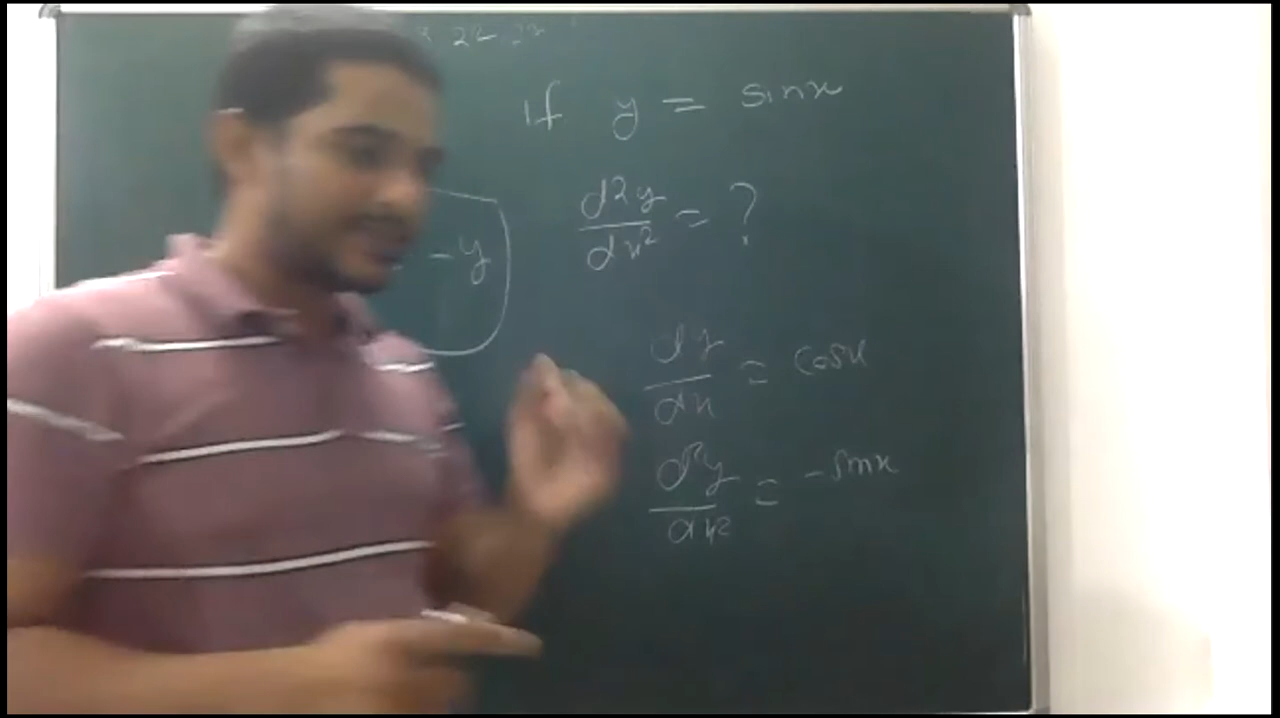 If y = sinx
d2y/dx² = ?
- y
dy/dx = cosx
d²y/dx² = - sinx